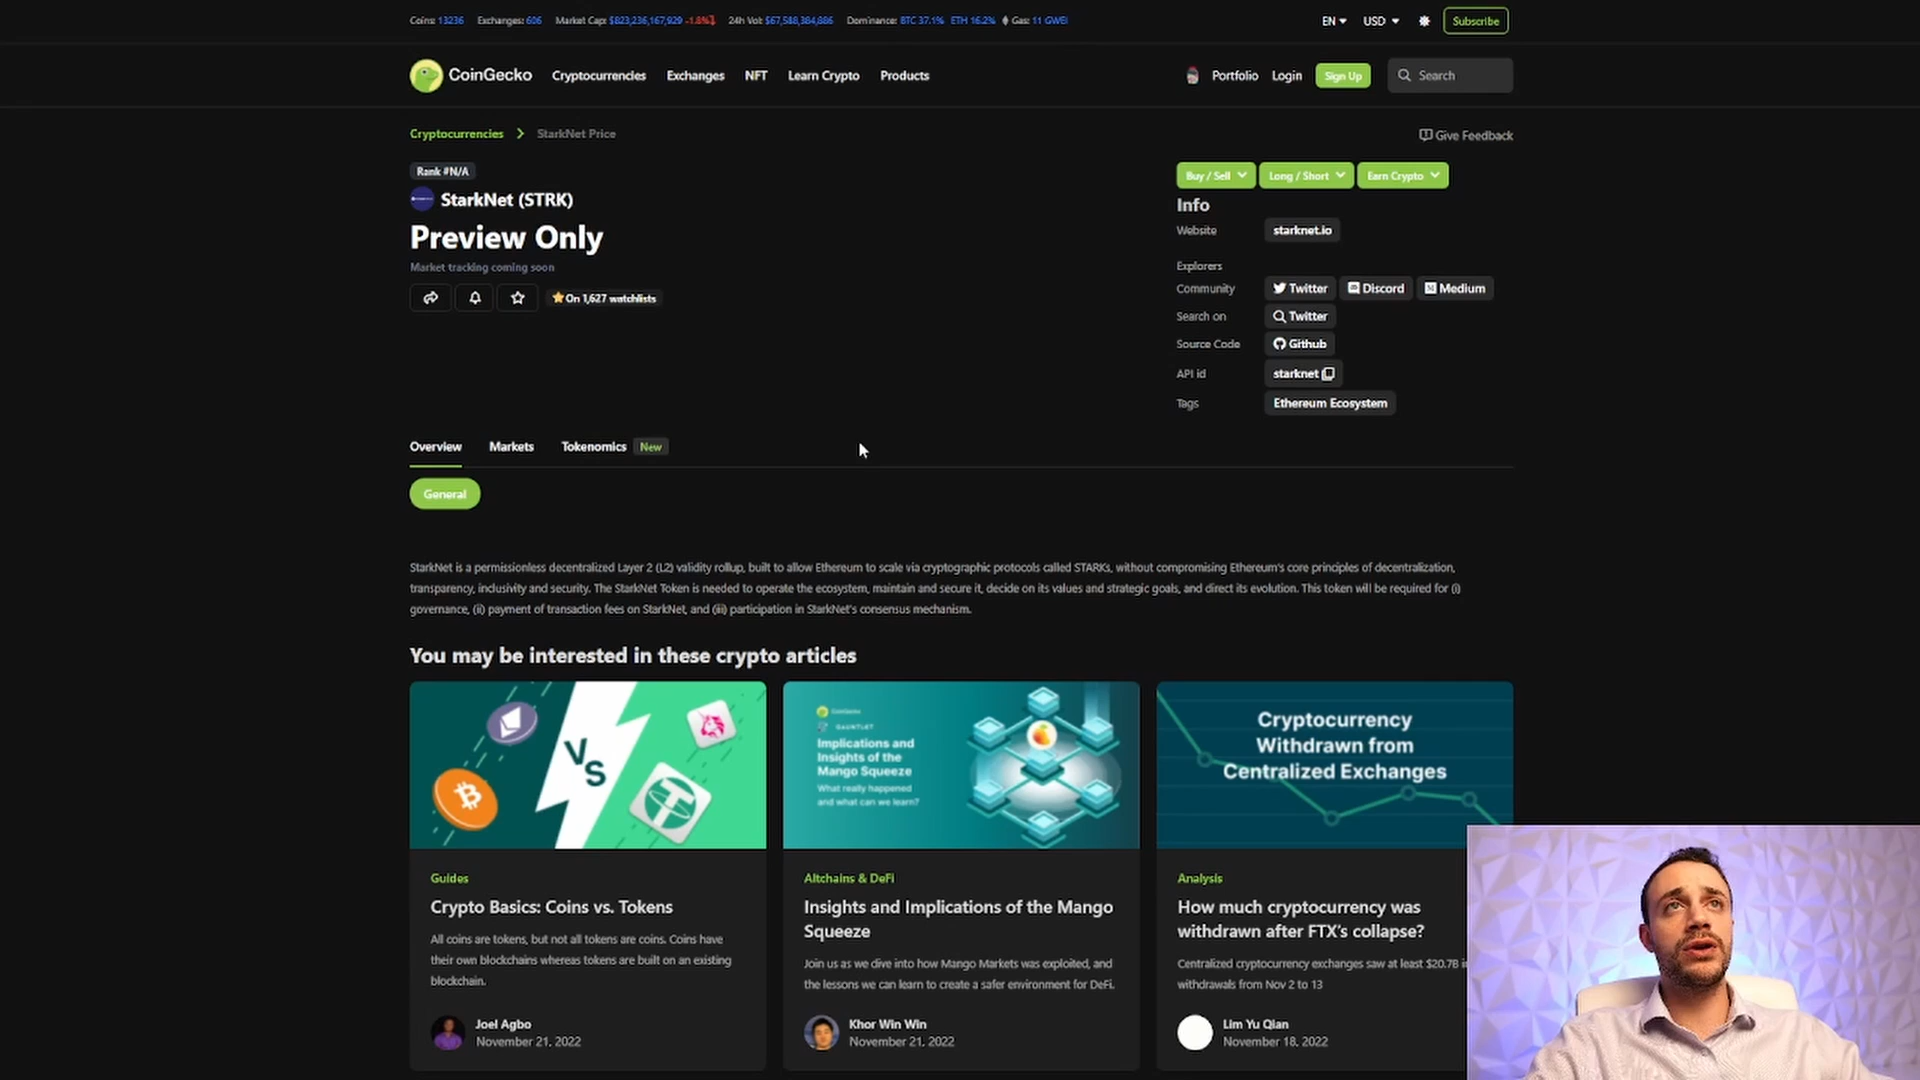 Coins: 13236 Exchanges: 606 Market Cap: $823,236,167,929 -1.8% 24h Vol: $67,588,384,886 Dominance: BTC 37.1% ETH 16.2% Gas: 11 GWEI
EN USD Subscribe
CoinGecko Cryptocurrencies Exchanges NFT Learn Crypto Products
Portfolio Login Sign Up Search
Cryptocurrencies StarkNet Price
Give Feedback
Rank #N/A
StarkNet (STRK)
Preview Only
Market tracking coming soon
On 1,627 watchlists
Buy / Sell Long / Short Earn Crypto
Info
Website starknet.io
Explorers
Community Twitter Discord Medium
Search on Twitter
Source Code Github
API id starknet
Tags Ethereum Ecosystem
Overview Markets Tokenomics New
General
StarkNet is a permissionless decentralized Layer 2 (L2) validity rollup, built to allow Ethereum to scale via cryptographic protocols called STARKs, without compromising Ethereum's core principles of decentralization,
transparency, inclusivity and security. The StarkNet Token is needed to operate the ecosystem, maintain and secure it, decide on its values and strategic goals, and direct its evolution. This token will be required for (i)
governance, (ii) payment of transaction fees on StarkNet, and (iii) participation in StarkNet's consensus mechanism.
You may be interested in these crypto articles
VS
CoinGecko
GAUNTLET
Implications and
Insights of the
Mango Squeeze
What really happened
and what can we learn?
Cryptocurrency
Withdrawn from
Centralized Exchanges
Guides
Crypto Basics: Coins vs. Tokens
All coins are tokens, but not all tokens are coins. Coins have
their own blockchains whereas tokens are built on an existing
blockchain.
Joel Agbo
November 21, 2022
Altchains & DeFi
Insights and Implications of the Mango
Squeeze
Join us as we dive into how Mango Markets was exploited, and
the lessons we can learn to create a safer environment for DeFi.
Khor Win Win
November 21, 2022
Analysis
How much cryptocurrency was
withdrawn after FTX's collapse?
Centralized cryptocurrency exchanges saw at least $20.7B in
withdrawals from Nov 2 to 13
Lim Yu Qian
November 18, 2022